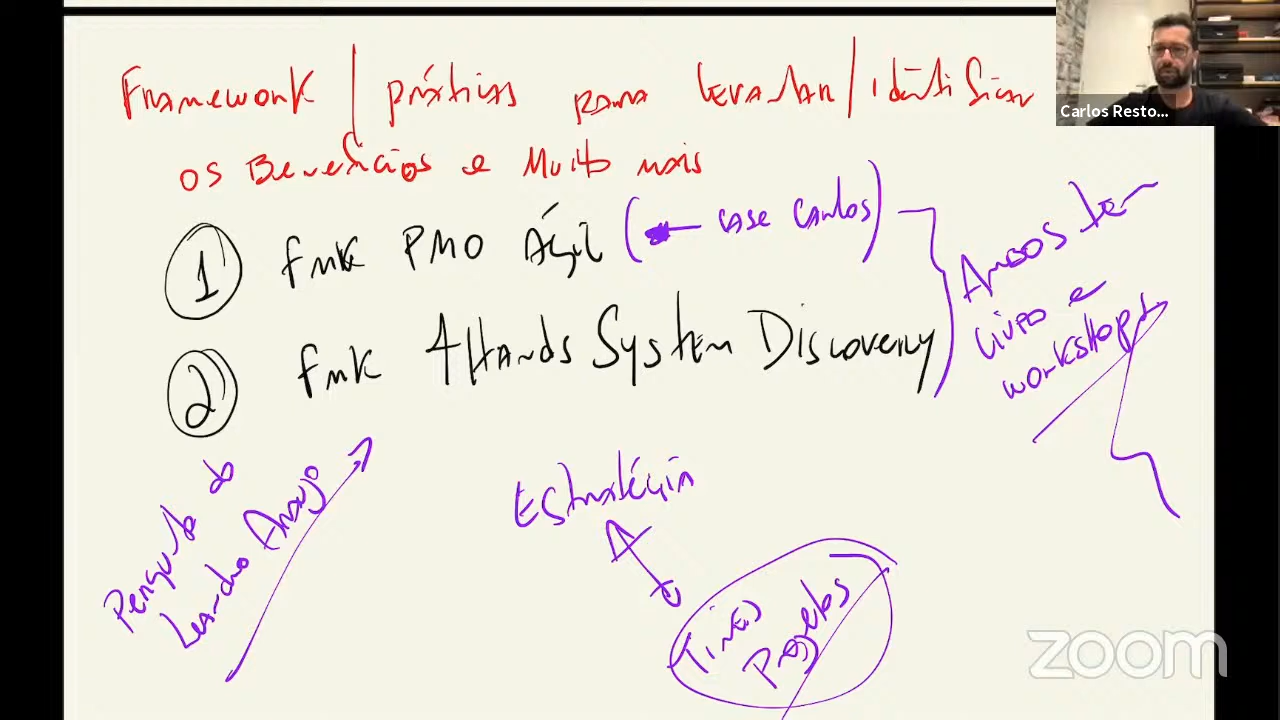 Framework / práticas para levantar / identificar
os Benefícios e Muito mais
1 Fmk PMO Ágil (← case Carlos)
2 Fmk 4Hands System Discovery
Ambos tem
livro e
workshop
Pergunta do
Leandro Araujo
Estratégia
Times
Projetos
Carlos Resto...
zoom